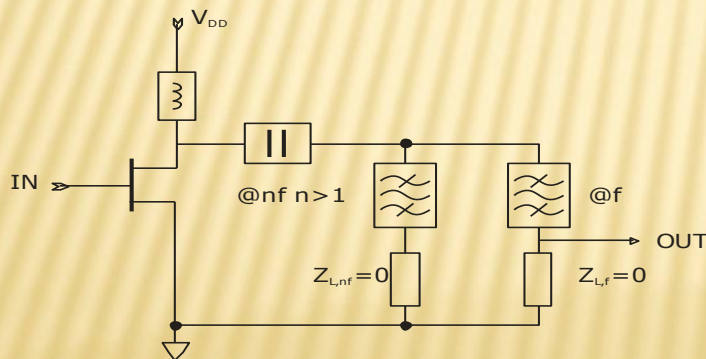 V_DD
IN
@nf n>1
@f
OUT
Z_L,nf=0
Z_L,f=0